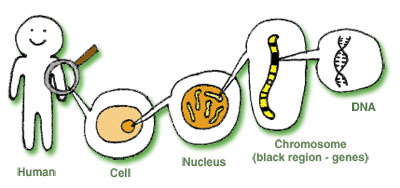 Human
Cell
Nucleus
Chromosome
(black region - genes)
DNA